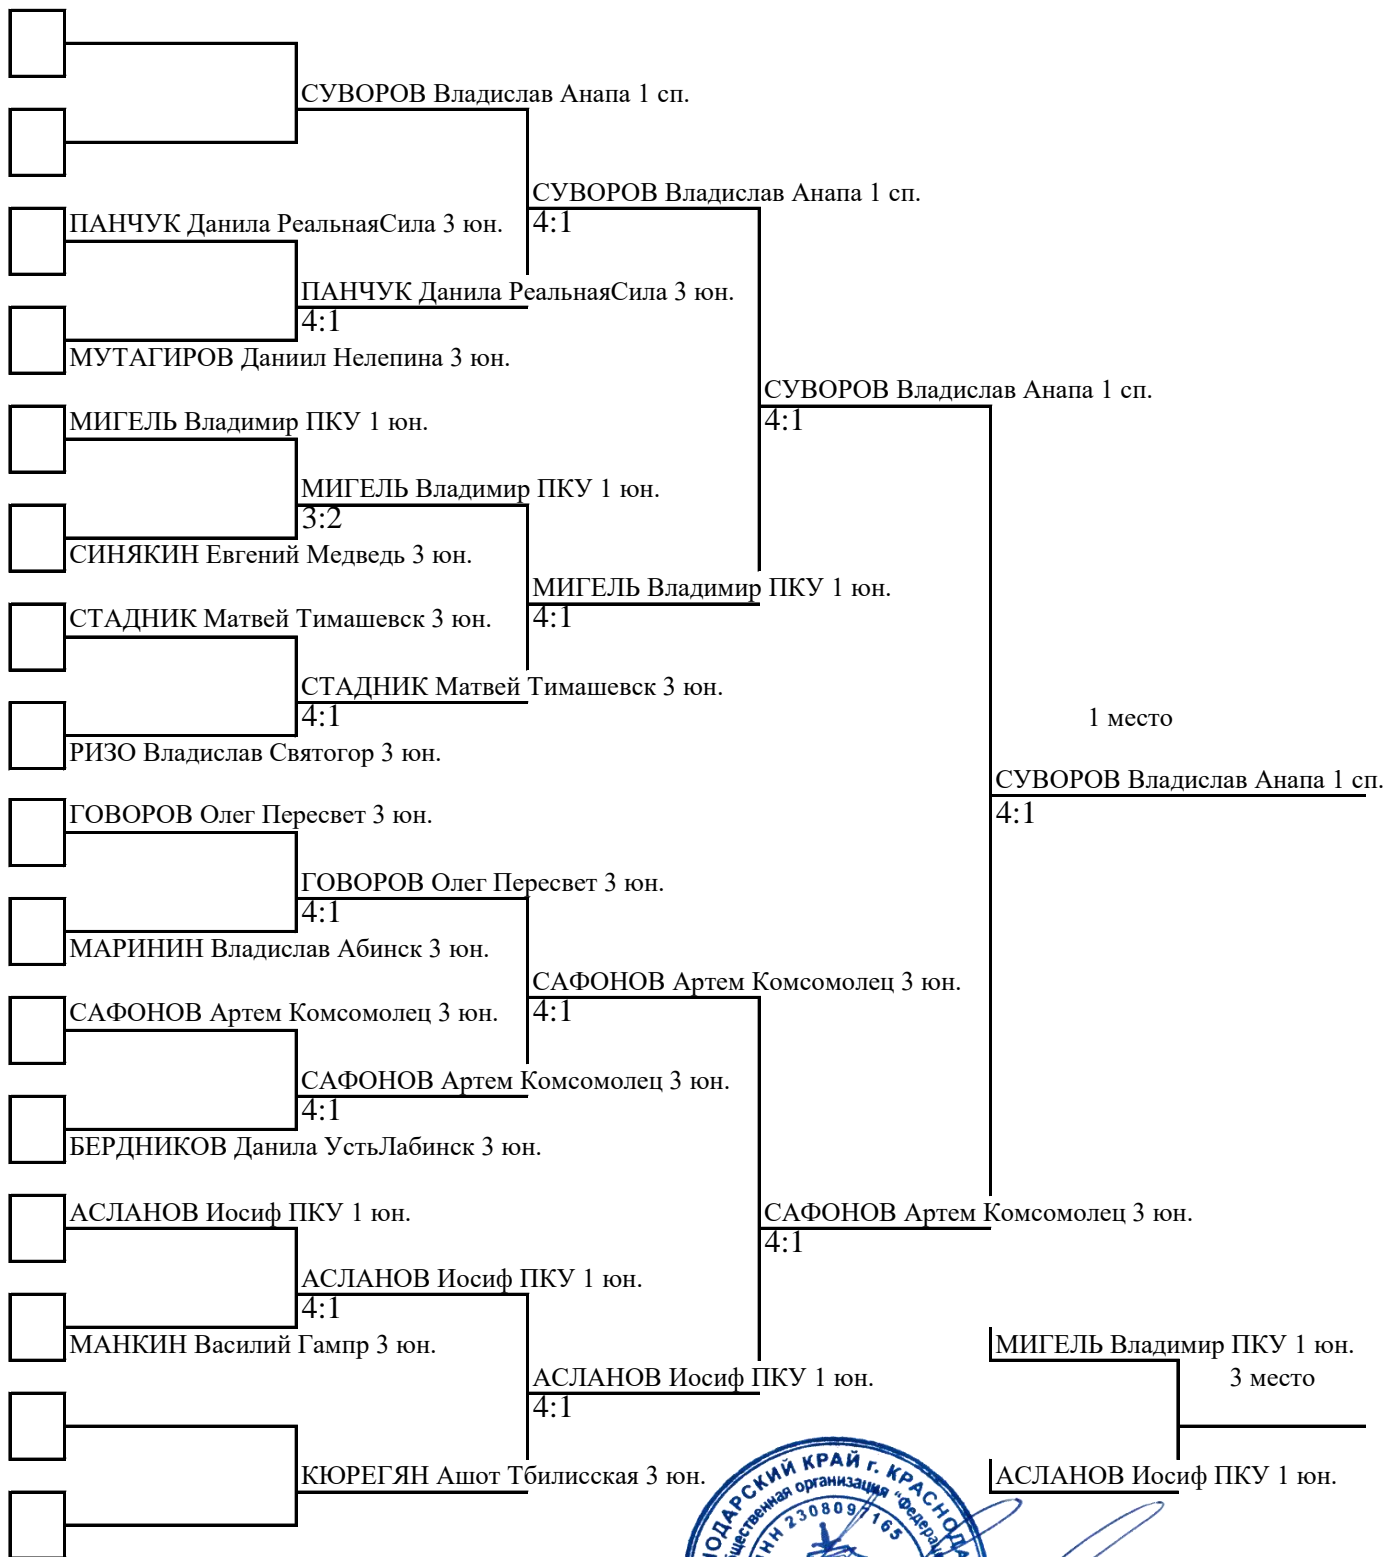 СУВОРОВ Владислав Анапа 1 сп.
СУВОРОВ Владислав Анапа 1 сп.
4:1
ПАНЧУК Данила РеальнаяСила 3 юн.
ПАНЧУК Данила РеальнаяСила 3 юн.
4:1
МУТАГИРОВ Даниил Нелепина 3 юн.
СУВОРОВ Владислав Анапа 1 сп.
4:1
МИГЕЛЬ Владимир ПКУ 1 юн.
МИГЕЛЬ Владимир ПКУ 1 юн.
3:2
СИНЯКИН Евгений Медведь 3 юн.
МИГЕЛЬ Владимир ПКУ 1 юн.
4:1
СТАДНИК Матвей Тимашевск 3 юн.
СТАДНИК Матвей Тимашевск 3 юн.
4:1
РИЗО Владислав Святогор 3 юн.
1 место
СУВОРОВ Владислав Анапа 1 сп.
4:1
ГОВОРОВ Олег Пересвет 3 юн.
ГОВОРОВ Олег Пересвет 3 юн.
4:1
МАРИНИН Владислав Абинск 3 юн.
САФОНОВ Артем Комсомолец 3 юн.
4:1
САФОНОВ Артем Комсомолец 3 юн.
САФОНОВ Артем Комсомолец 3 юн.
4:1
БЕРДНИКОВ Данила УстьЛабинск 3 юн.
АСЛАНОВ Иосиф ПКУ 1 юн.
САФОНОВ Артем Комсомолец 3 юн.
4:1
АСЛАНОВ Иосиф ПКУ 1 юн.
4:1
МАНКИН Василий Гампр 3 юн.
МИГЕЛЬ Владимир ПКУ 1 юн.
3 место
АСЛАНОВ Иосиф ПКУ 1 юн.
4:1
КЮРЕГЯН Ашот Тбилисская 3 юн.
АСЛАНОВ Иосиф ПКУ 1 юн.
КРАЙ г.
организация
ИНН 2308097165